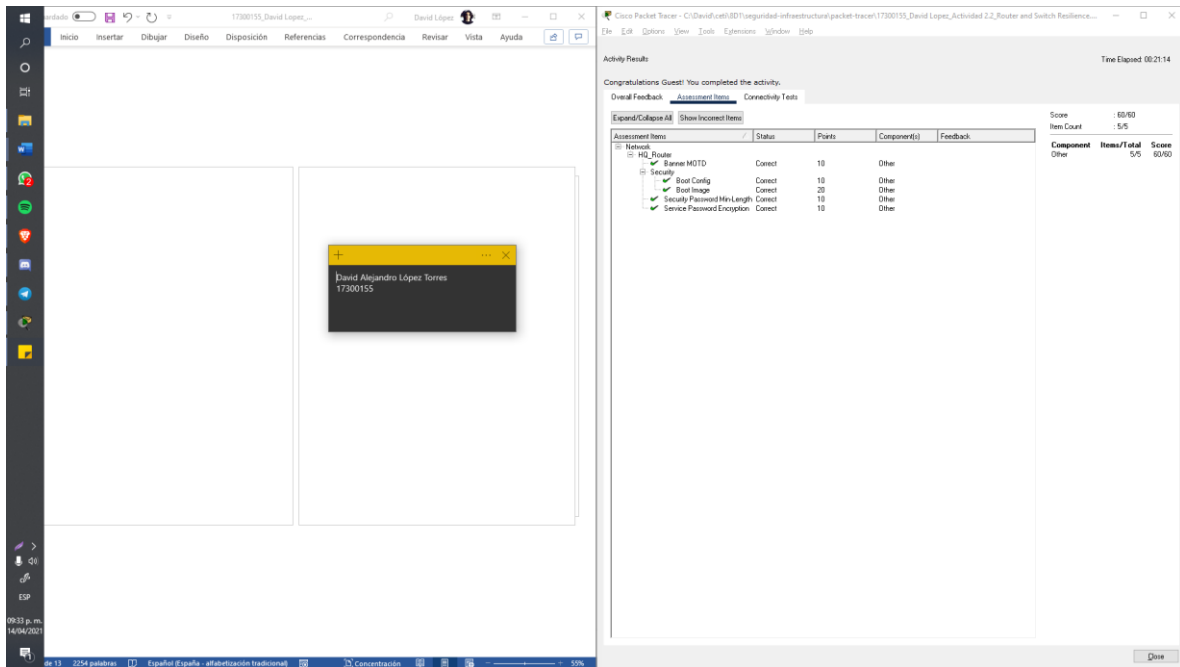 17300155_David Lopez_...
David López
Inicio Insertar Dibujar Diseño Disposición Referencias Correspondencia Revisar Vista Ayuda
David Alejandro López Torres
17300155
2
ESP
09:33 p. m.
14/04/2021
1
de 13 2254 palabras Español (España - alfabetización tradicional) Concentración 55%
Cisco Packet Tracer - C:\David\ceti\8D1\seguridad-infraestructura\packet-tracer\17300155_David Lopez_Actividad 2.2_Router and Switch Resilience....
File Edit Options View Tools Extensions Window Help
Activity Results Time Elapsed: 00:21:14
Congratulations Guest! You completed the activity.
Overall Feedback Assessment Items Connectivity Tests
Expand/Collapse All Show Incorrect Items
Score : 60/60
Item Count : 5/5
Component Items/Total Score
Other 5/5 60/60
Assessment Items Status Points Component(s) Feedback
Network
HQ_Router
Banner MOTD Correct 10 Other
Security
Boot Config Correct 10 Other
Boot Image Correct 20 Other
Security Password Min-Length Correct 10 Other
Service Password Encryption Correct 10 Other
Close